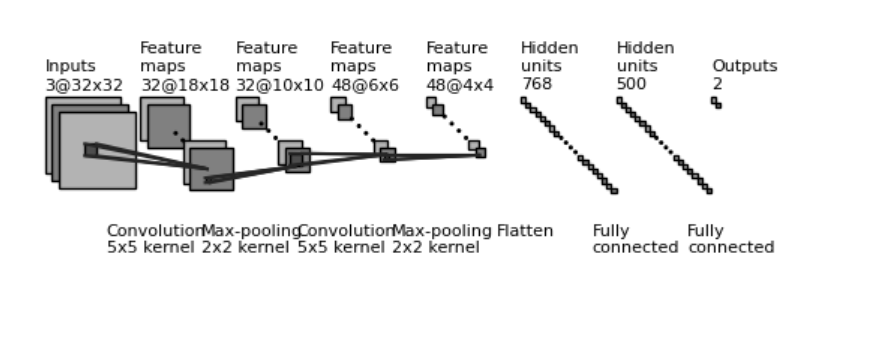 Inputs
3@32x32
Feature
maps
32@18x18
Feature
maps
32@10x10
Feature
maps
48@6x6
Feature
maps
48@4x4
Hidden
units
768
Hidden
units
500
Outputs
2
Convolution
5x5 kernel
Max-pooling
2x2 kernel
Convolution
5x5 kernel
Max-pooling
2x2 kernel
Flatten
Fully
connected
Fully
connected